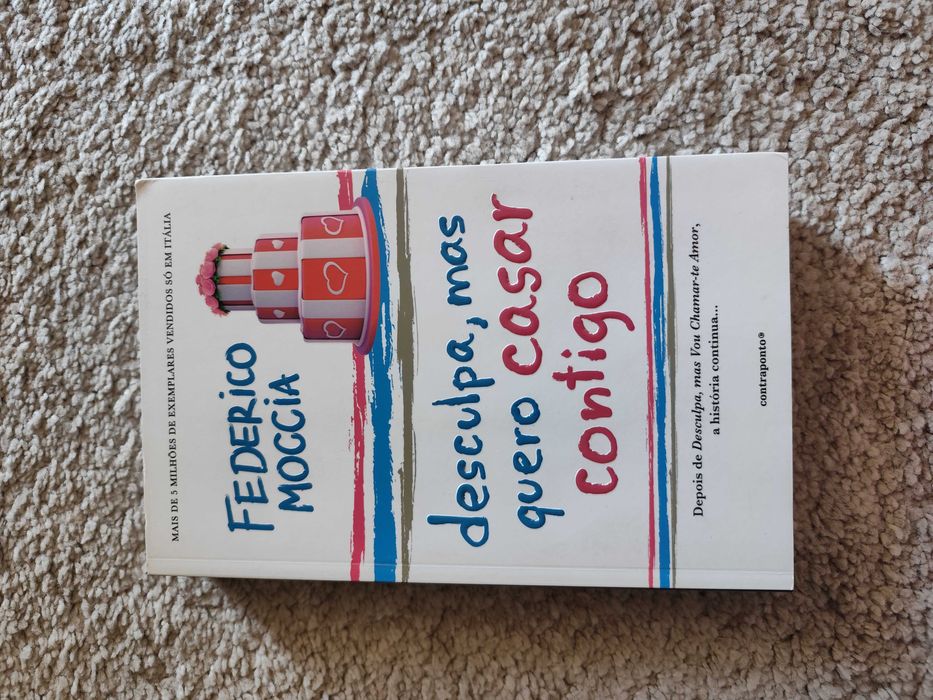 MAIS DE 5 MILHÕES DE EXEMPLARES VENDIDOS SÓ EM ITÁLIA
FEDERICO
MOCCIA
desculpa, mas
quero casar
contigo
Depois de Desculpa, mas Vou Chamar-te Amor,
a história continua...
contraponto®